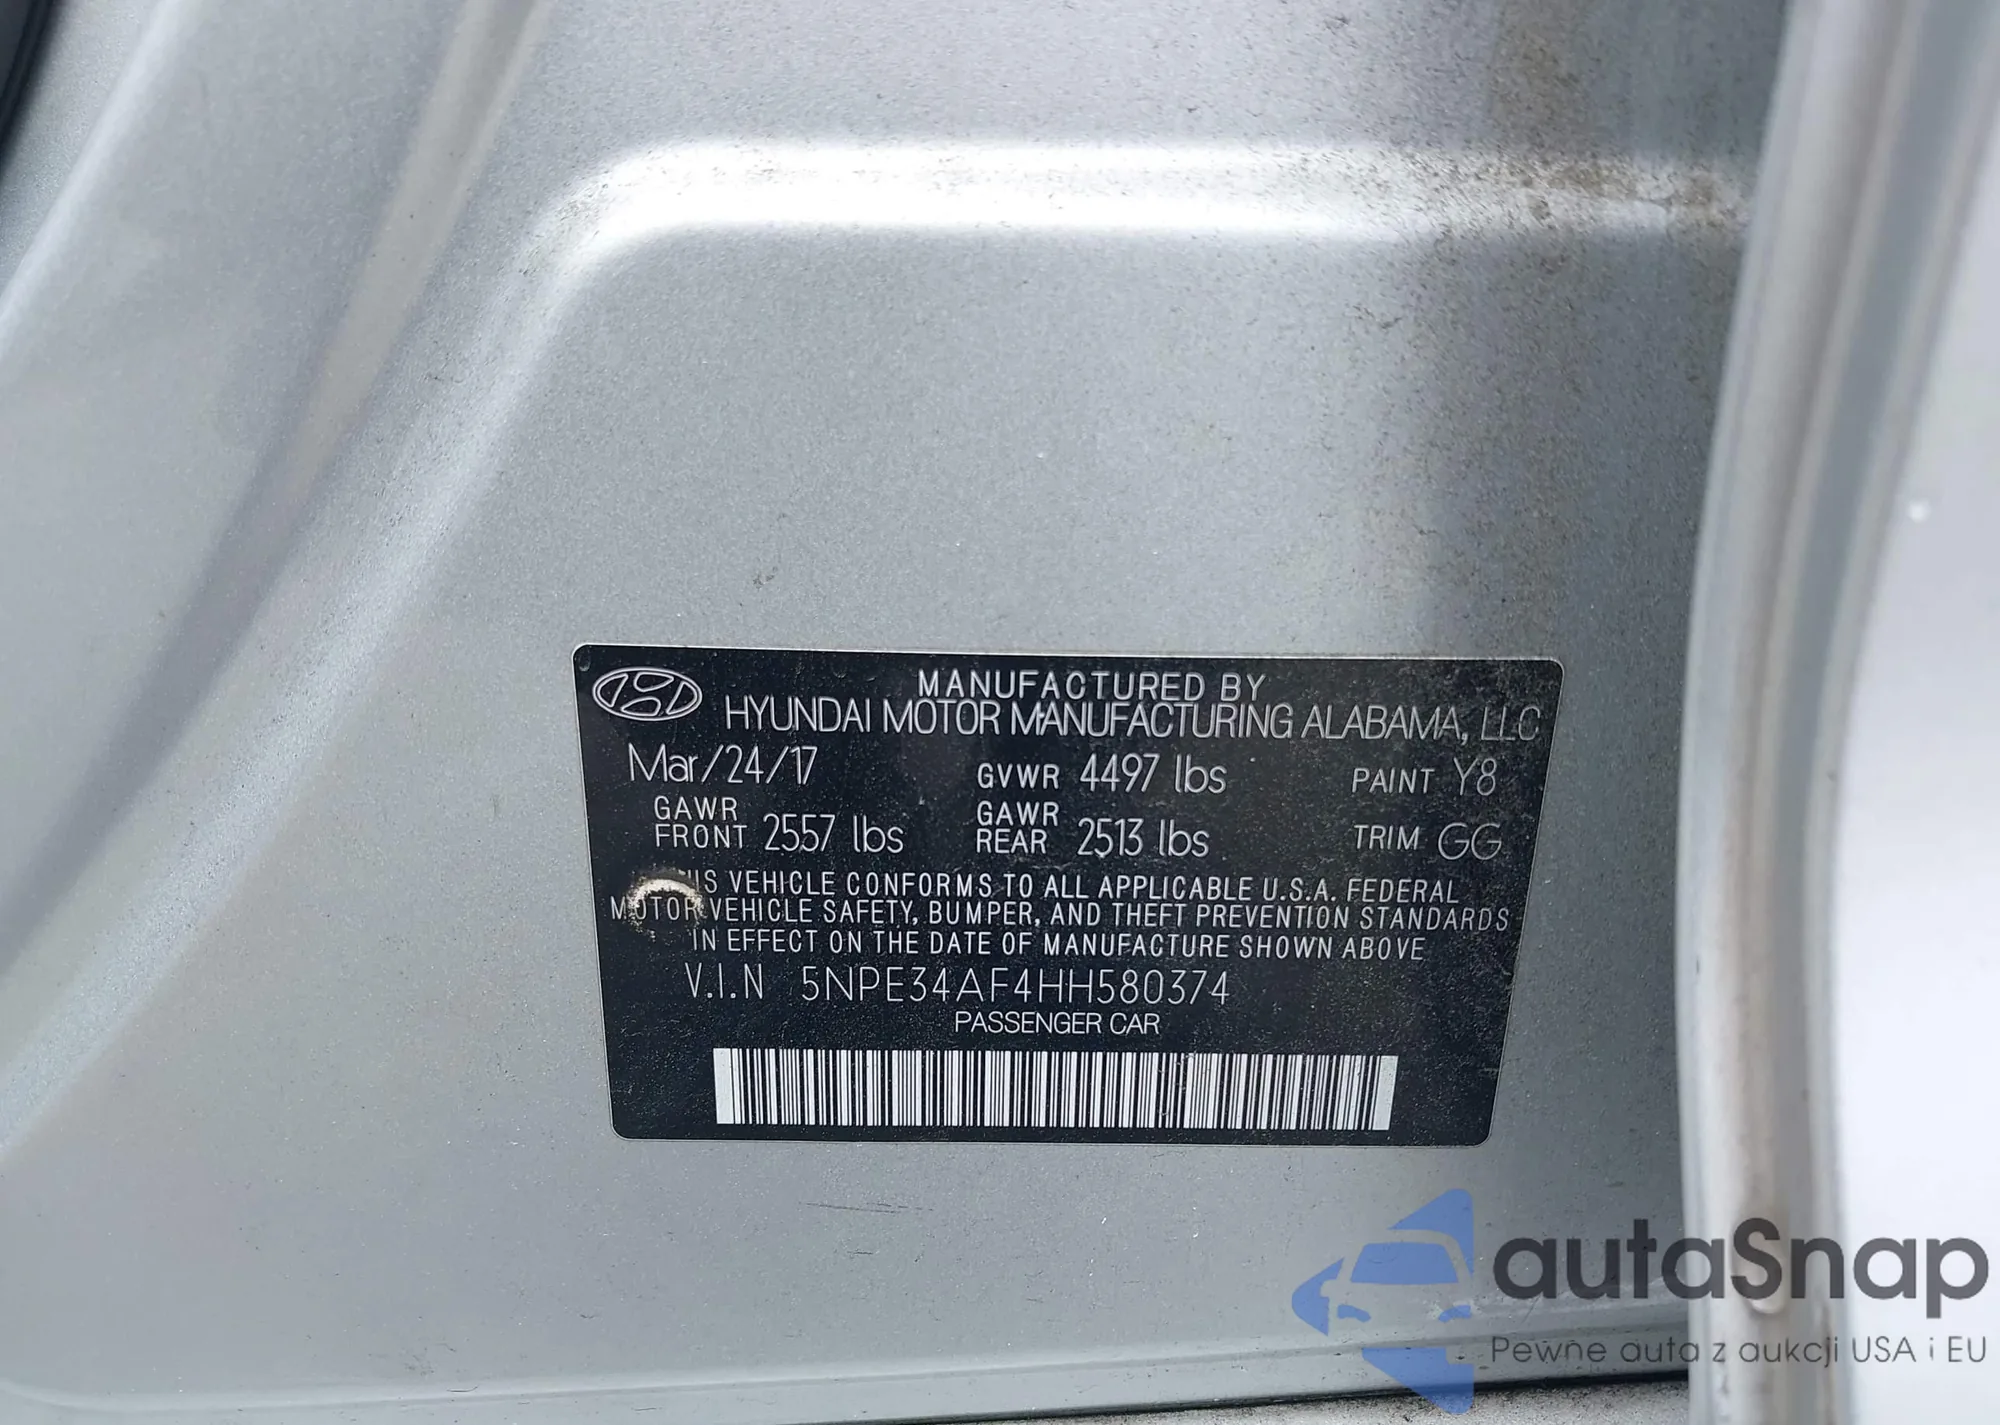 MANUFACTURED BY
HYUNDAI MOTOR MANUFACTURING ALABAMA, LLC
Mar/24/17 GVWR 4497 lbs PAINT Y8
GAWR FRONT 2557 lbs GAWR REAR 2513 lbs TRIM GG
VEHICLE CONFORMS TO ALL APPLICABLE U.S.A. FEDERAL
MOTOR VEHICLE SAFETY, BUMPER, AND THEFT PREVENTION STANDARDS
IN EFFECT ON THE DATE OF MANUFACTURE SHOWN ABOVE
V.I.N 5NPE34AF4HH580374
PASSENGER CAR
autaSnap
Pewne auta z aukcji USA i EU